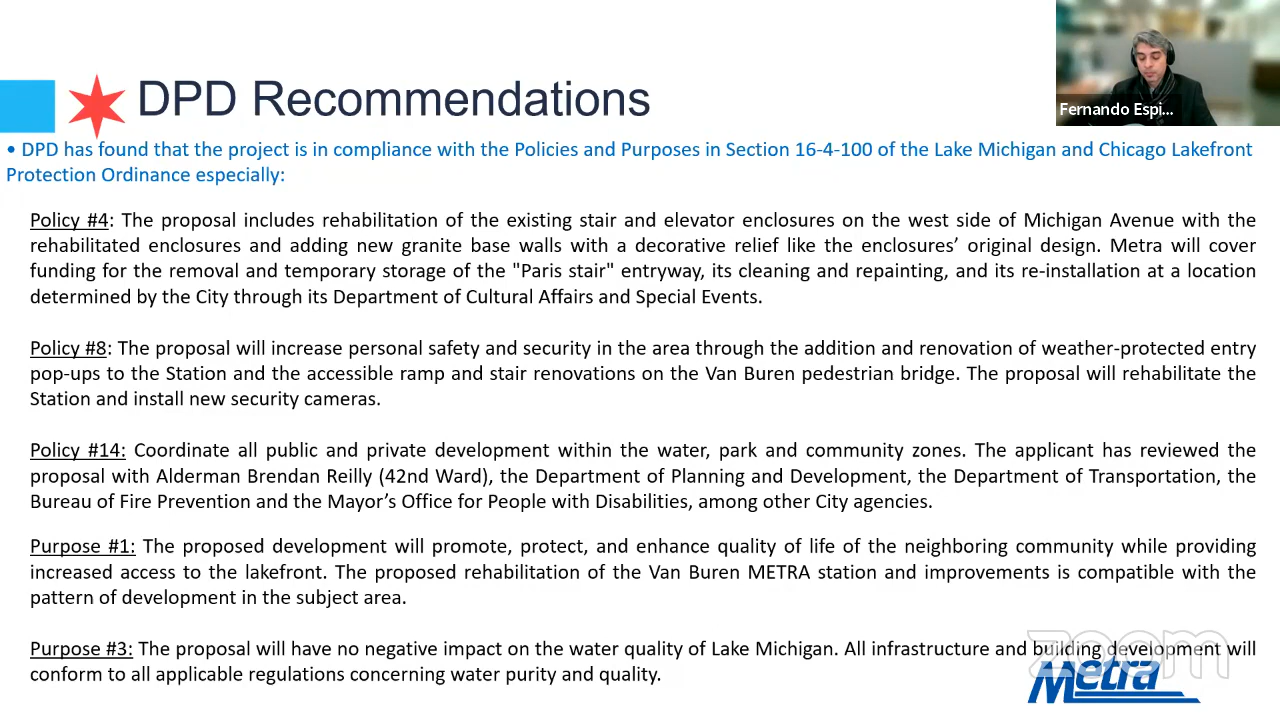 DPD Recommendations
Fernando Espi...
• DPD has found that the project is in compliance with the Policies and Purposes in Section 16-4-100 of the Lake Michigan and Chicago Lakefront
Protection Ordinance especially:
Policy #4: The proposal includes rehabilitation of the existing stair and elevator enclosures on the west side of Michigan Avenue with the
rehabilitated enclosures and adding new granite base walls with a decorative relief like the enclosures’ original design. Metra will cover
funding for the removal and temporary storage of the "Paris stair" entryway, its cleaning and repainting, and its re-installation at a location
determined by the City through its Department of Cultural Affairs and Special Events.
Policy #8: The proposal will increase personal safety and security in the area through the addition and renovation of weather-protected entry
pop-ups to the Station and the accessible ramp and stair renovations on the Van Buren pedestrian bridge. The proposal will rehabilitate the
Station and install new security cameras.
Policy #14: Coordinate all public and private development within the water, park and community zones. The applicant has reviewed the
proposal with Alderman Brendan Reilly (42nd Ward), the Department of Planning and Development, the Department of Transportation, the
Bureau of Fire Prevention and the Mayor’s Office for People with Disabilities, among other City agencies.
Purpose #1: The proposed development will promote, protect, and enhance quality of life of the neighboring community while providing
increased access to the lakefront. The proposed rehabilitation of the Van Buren METRA station and improvements is compatible with the
pattern of development in the subject area.
Purpose #3: The proposal will have no negative impact on the water quality of Lake Michigan. All infrastructure and building development will
conform to all applicable regulations concerning water purity and quality.
zoom
Metra